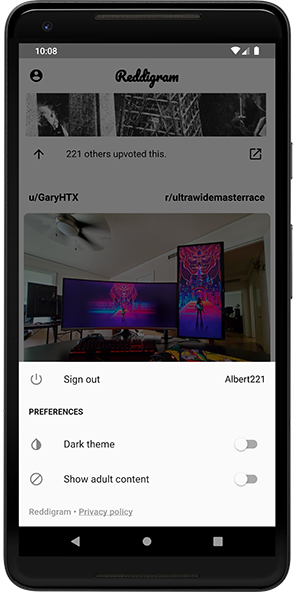 10:08
Reddigram
221 others upvoted this.
u/GaryHTX r/ultrawidemasterrace
Sign out Albert221
PREFERENCES
Dark theme
Show adult content
Reddigram • Privacy policy